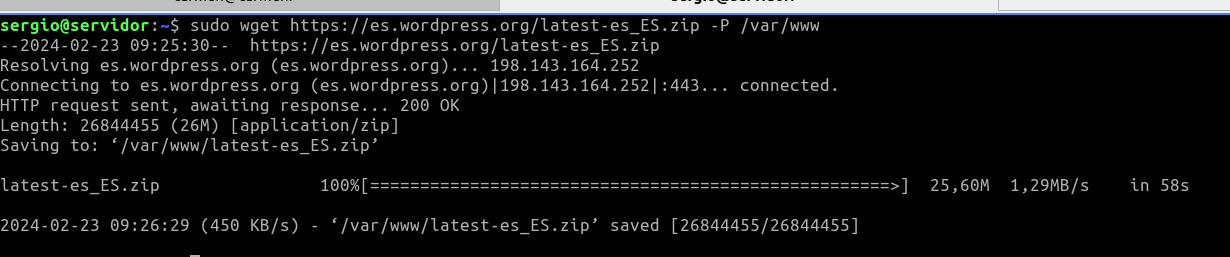 sergio@servidor:~$ sudo wget https://es.wordpress.org/latest-es_ES.zip -P /var/www
--2024-02-23 09:25:30--  https://es.wordpress.org/latest-es_ES.zip
Resolving es.wordpress.org (es.wordpress.org)... 198.143.164.252
Connecting to es.wordpress.org (es.wordpress.org)|198.143.164.252|:443... connected.
HTTP request sent, awaiting response... 200 OK
Length: 26844455 (26M) [application/zip]
Saving to: ‘/var/www/latest-es_ES.zip’
latest-es_ES.zip                100%[====================================================>]  25,60M  1,29MB/s    in 58s
2024-02-23 09:26:29 (450 KB/s) - ‘/var/www/latest-es_ES.zip’ saved [26844455/26844455]